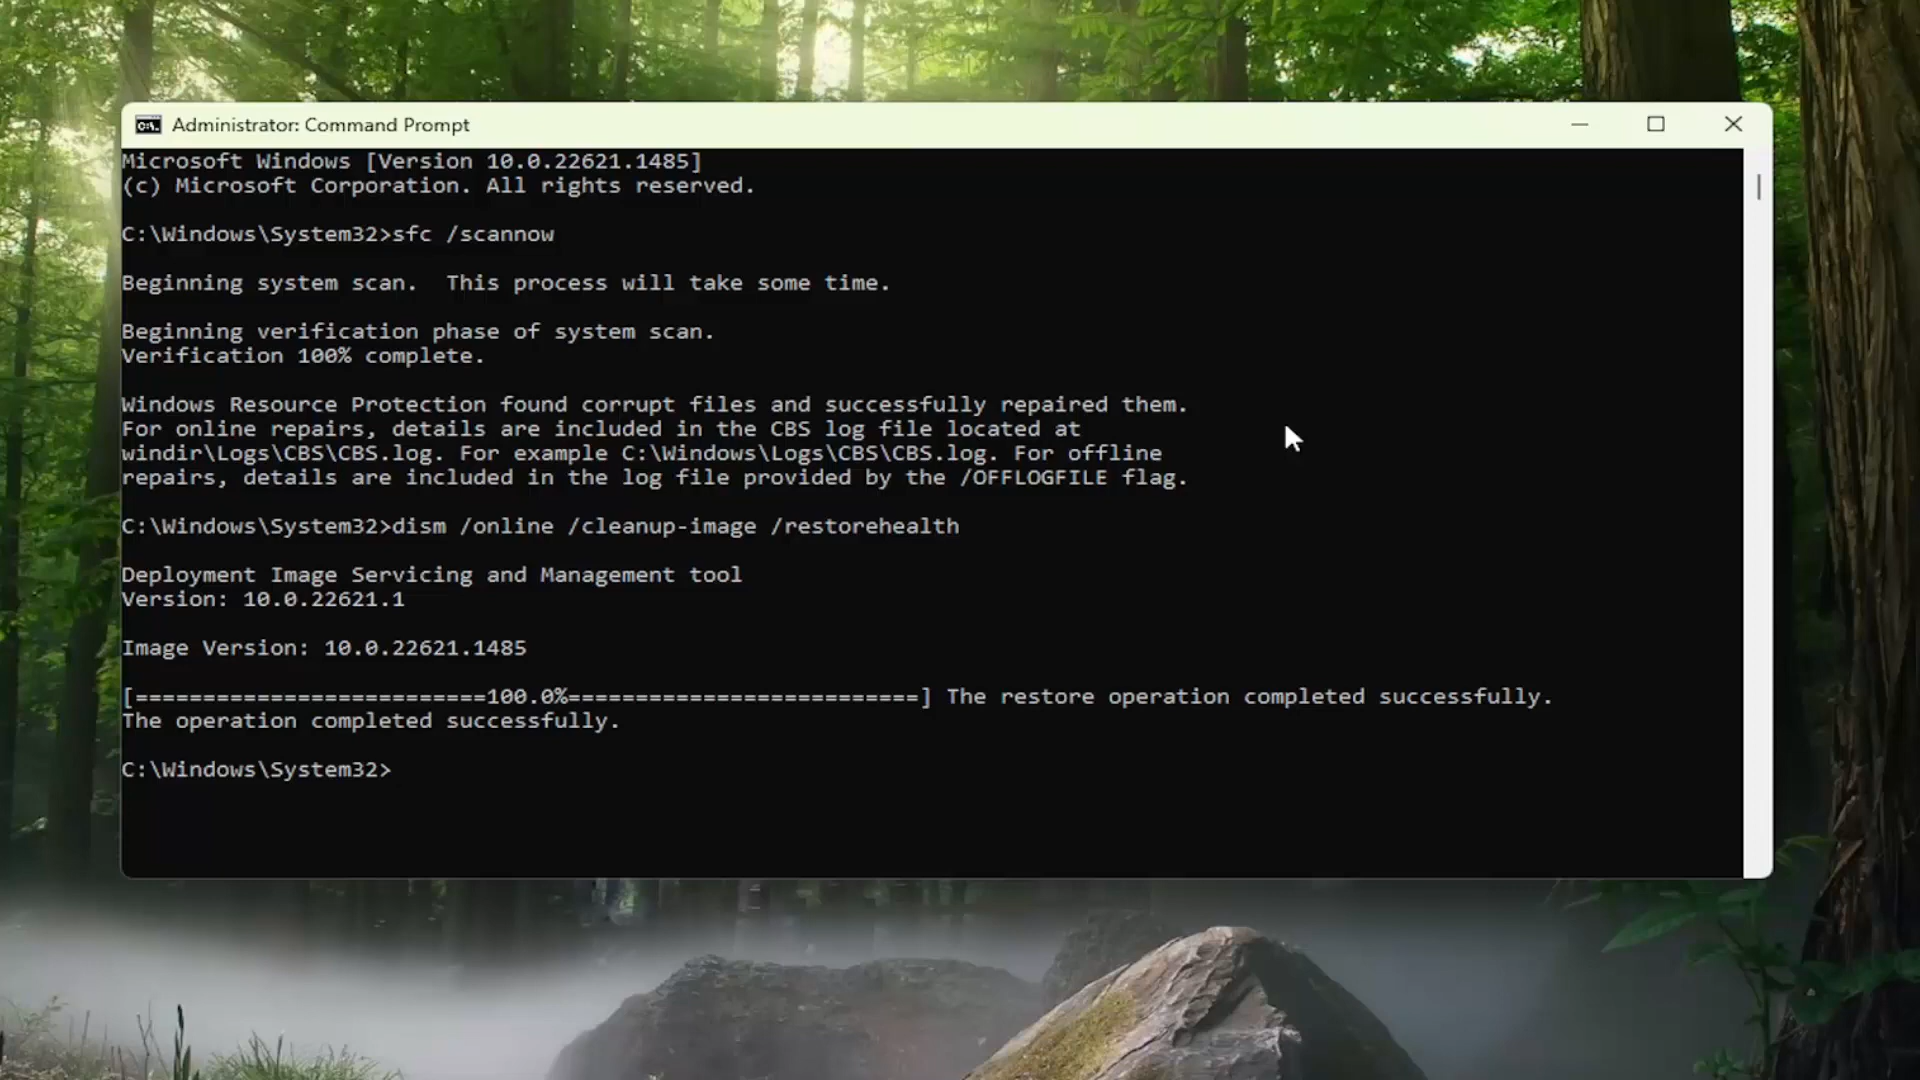 Administrator: Command Prompt
Microsoft Windows [Version 10.0.22621.1485]
(c) Microsoft Corporation. All rights reserved.
C:\Windows\System32>sfc /scannow
Beginning system scan.  This process will take some time.
Beginning verification phase of system scan.
Verification 100% complete.
Windows Resource Protection found corrupt files and successfully repaired them.
For online repairs, details are included in the CBS log file located at
windir\Logs\CBS\CBS.log. For example C:\Windows\Logs\CBS\CBS.log. For offline
repairs, details are included in the log file provided by the /OFFLOGFILE flag.
C:\Windows\System32>dism /online /cleanup-image /restorehealth
Deployment Image Servicing and Management tool
Version: 10.0.22621.1
Image Version: 10.0.22621.1485
[==========================100.0%==========================] The restore operation completed successfully.
The operation completed successfully.
C:\Windows\System32>